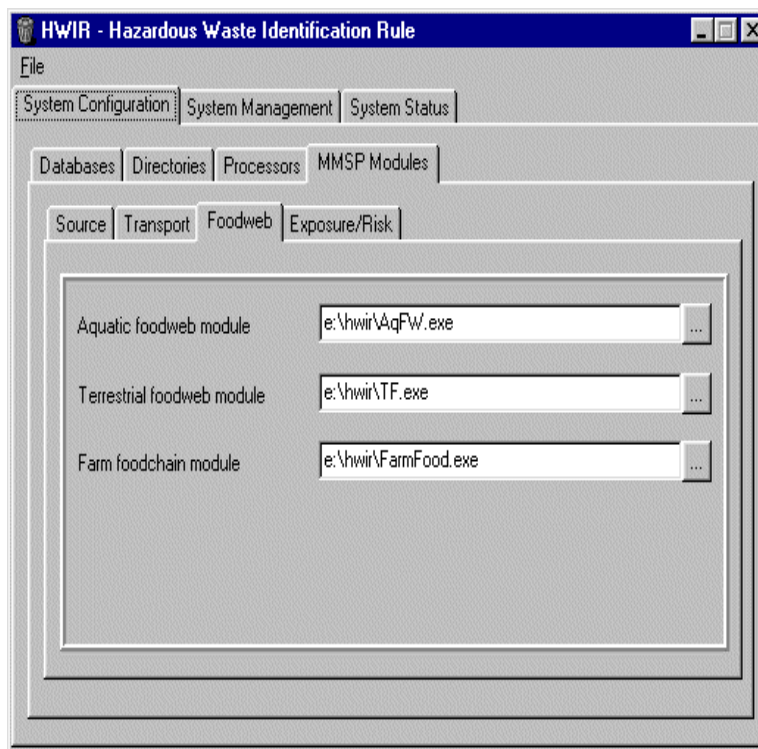 HWIR - Hazardous Waste Identification Rule
File
System Configuration System Management System Status
Databases Directories Processors MMSP Modules
Source Transport Foodweb Exposure/Risk
Aquatic foodweb module e:\hwir\AqFW.exe ...
Terrestrial foodweb module e:\hwir\TF.exe ...
Farm foodchain module e:\hwir\FarmFood.exe ...